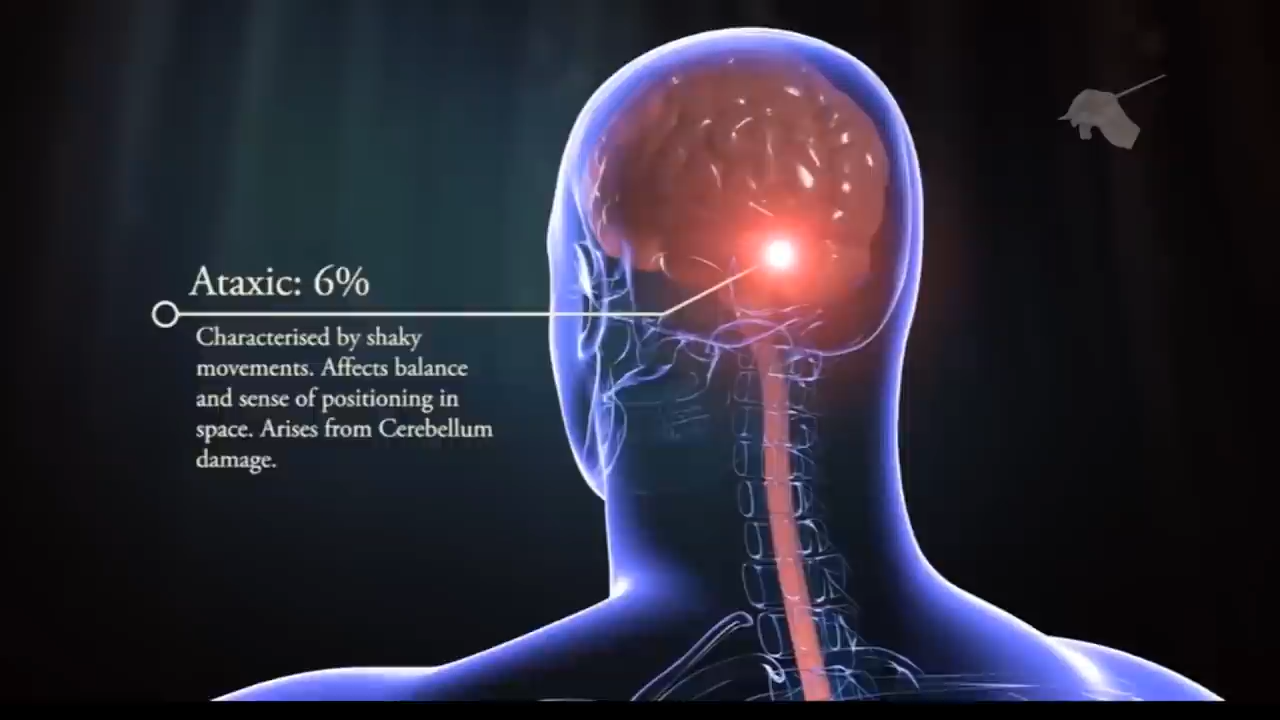 Ataxic: 6%
Characterised by shaky
movements. Affects balance
and sense of positioning in
space. Arises from Cerebellum
damage.